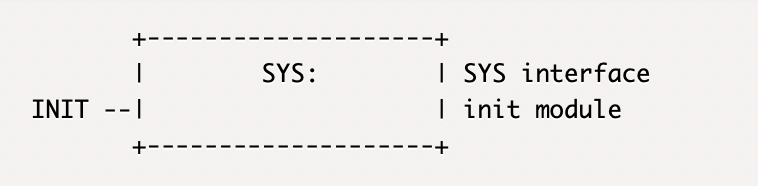 +--------------------+
|        SYS:        | SYS interface
INIT --|                    | init module
+--------------------+